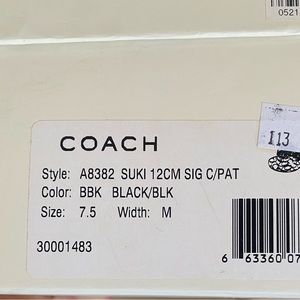 0521
113
COACH
Style: A8382 SUKI 12CM SIG C/PAT
Color: BBK BLACK/BLK
Size: 7.5 Width: M
30001483
6 63360 07